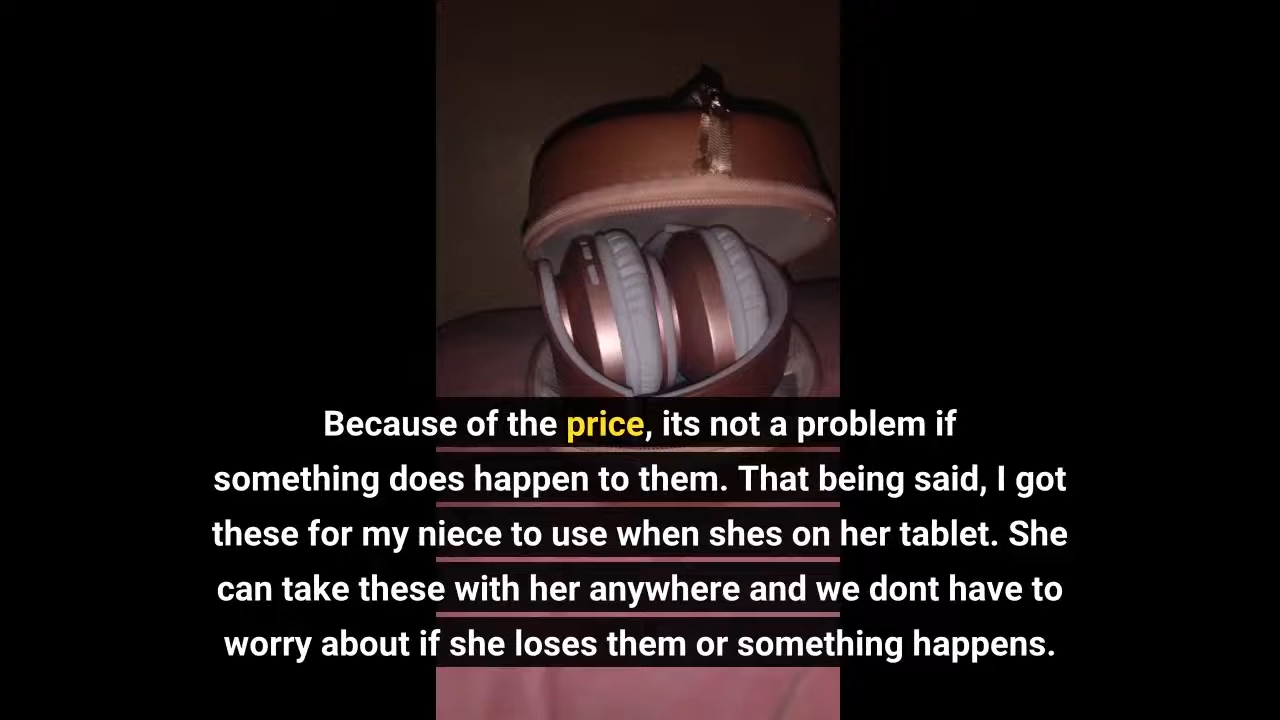 Because of the price, its not a problem if
something does happen to them. That being said, I got
these for my niece to use when shes on her tablet. She
can take these with her anywhere and we dont have to
worry about if she loses them or something happens.